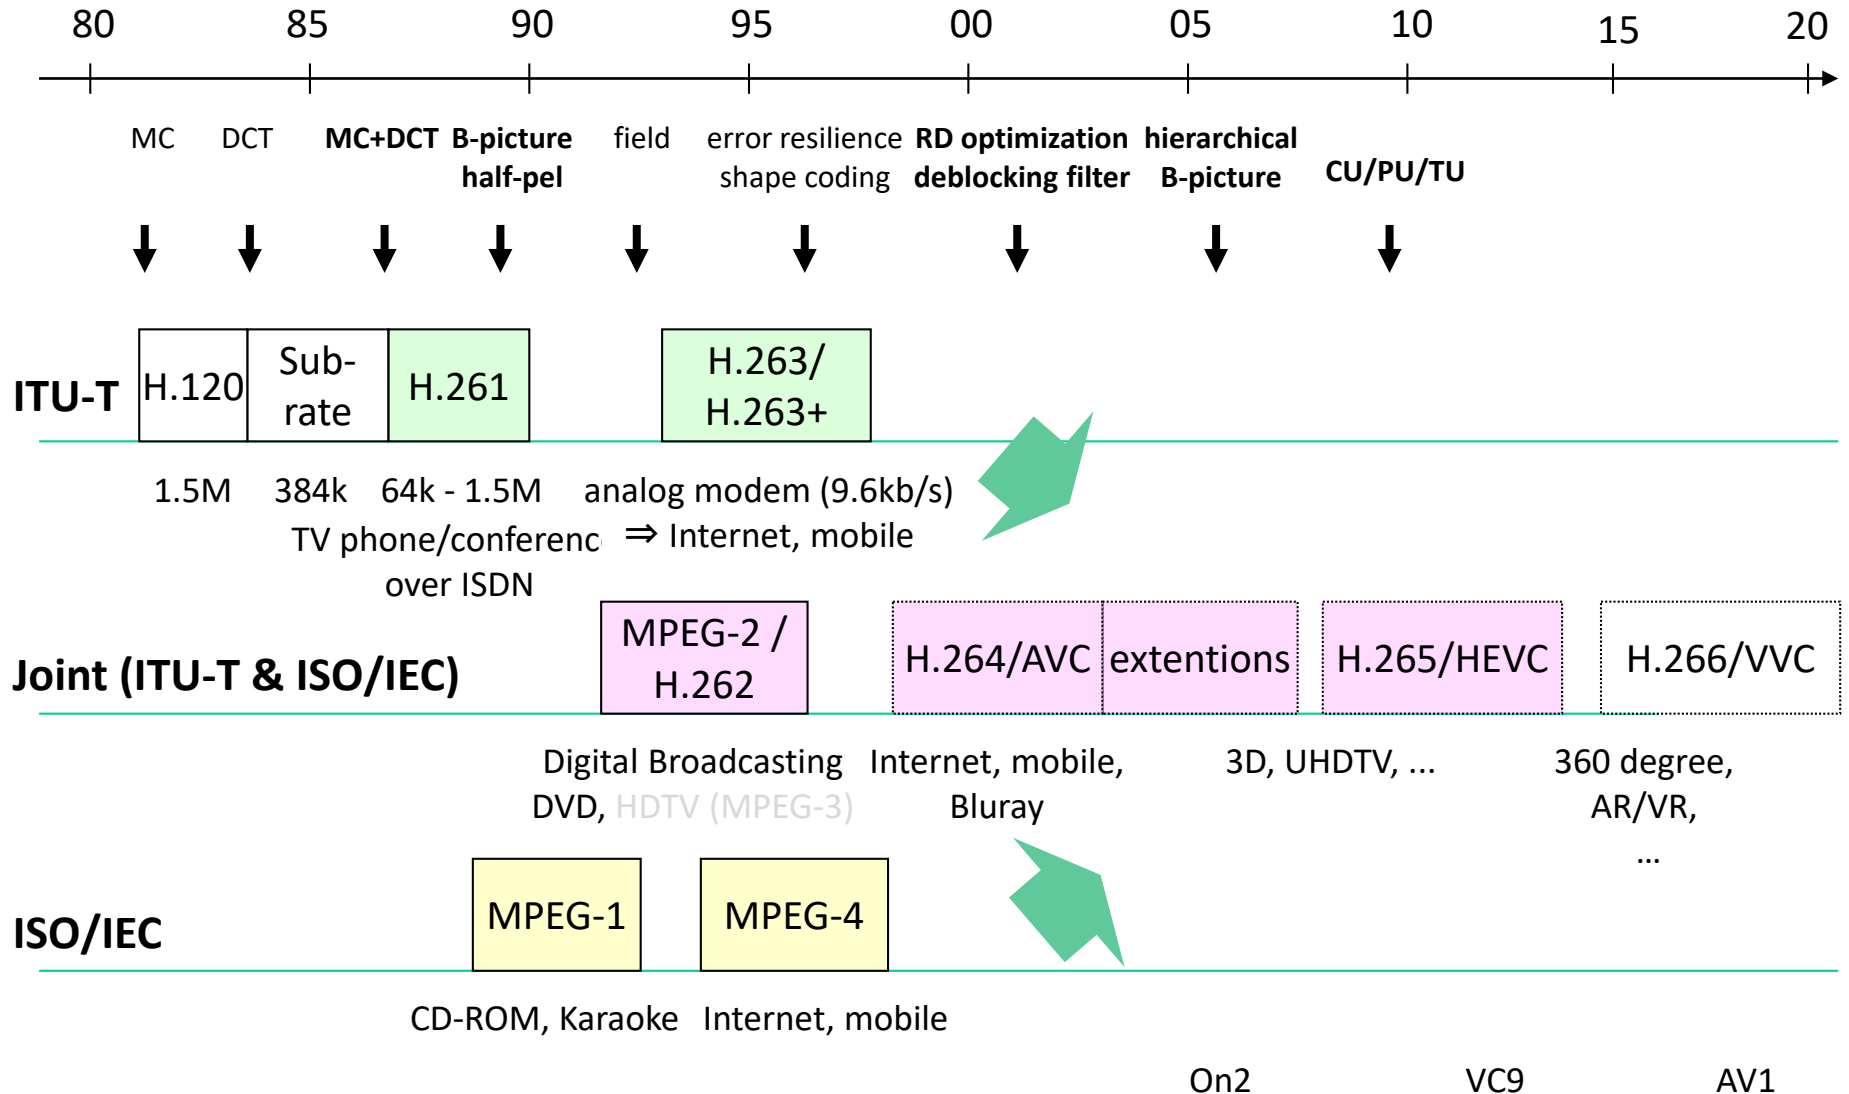 80 85 90 95 00 05 10 15 20
MC DCT MC+DCT B-picture field error resilience RD optimization hierarchical
half-pel shape coding deblocking filter B-picture CU/PU/TU
ITU-T
H.120
Sub-
rate
H.261
H.263/
H.263+
1.5M 384k 64k - 1.5M analog modem (9.6kb/s)
TV phone/conferenc ⇒ Internet, mobile
over ISDN
Joint (ITU-T & ISO/IEC)
MPEG-2 /
H.262
H.264/AVC
extentions
H.265/HEVC
H.266/VVC
Digital Broadcasting
DVD, HDTV (MPEG-3)
Internet, mobile,
Bluray
3D, UHDTV, ...
360 degree,
AR/VR,
...
ISO/IEC
MPEG-1
MPEG-4
CD-ROM, Karaoke Internet, mobile
On2 VC9 AV1